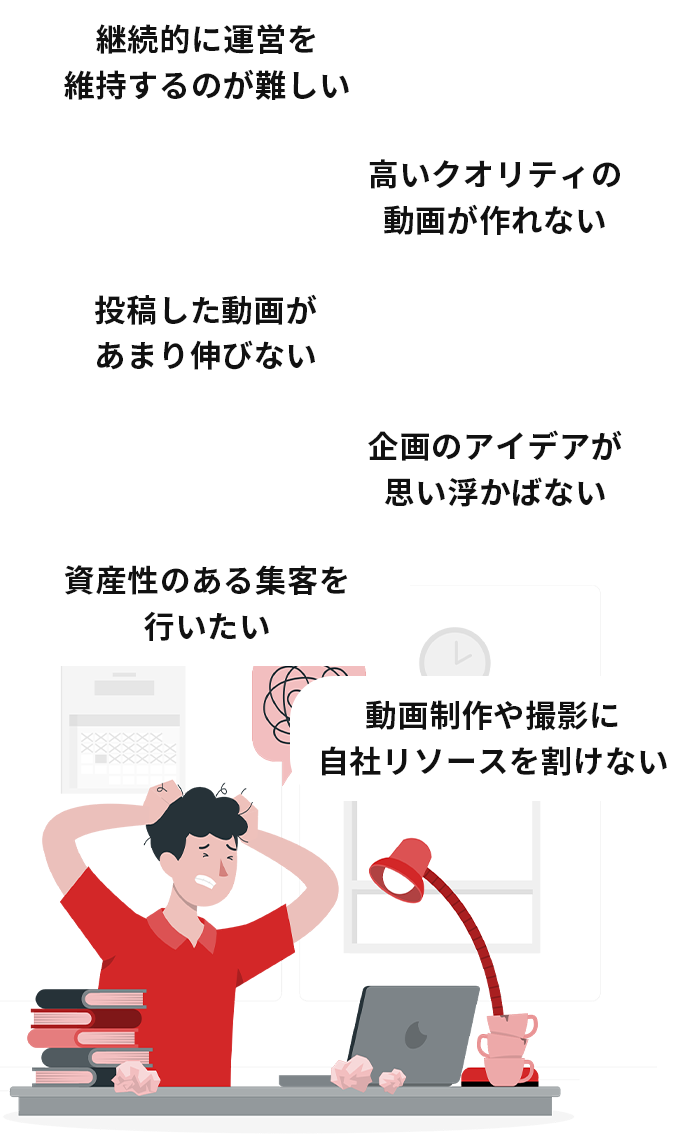 継続的に運営を
維持するのが難しい
高いクオリティの
動画が作れない
投稿した動画が
あまり伸びない
企画のアイデアが
思い浮かばない
資産性のある集客を
行いたい
動画制作や撮影に
自社リソースを割けない